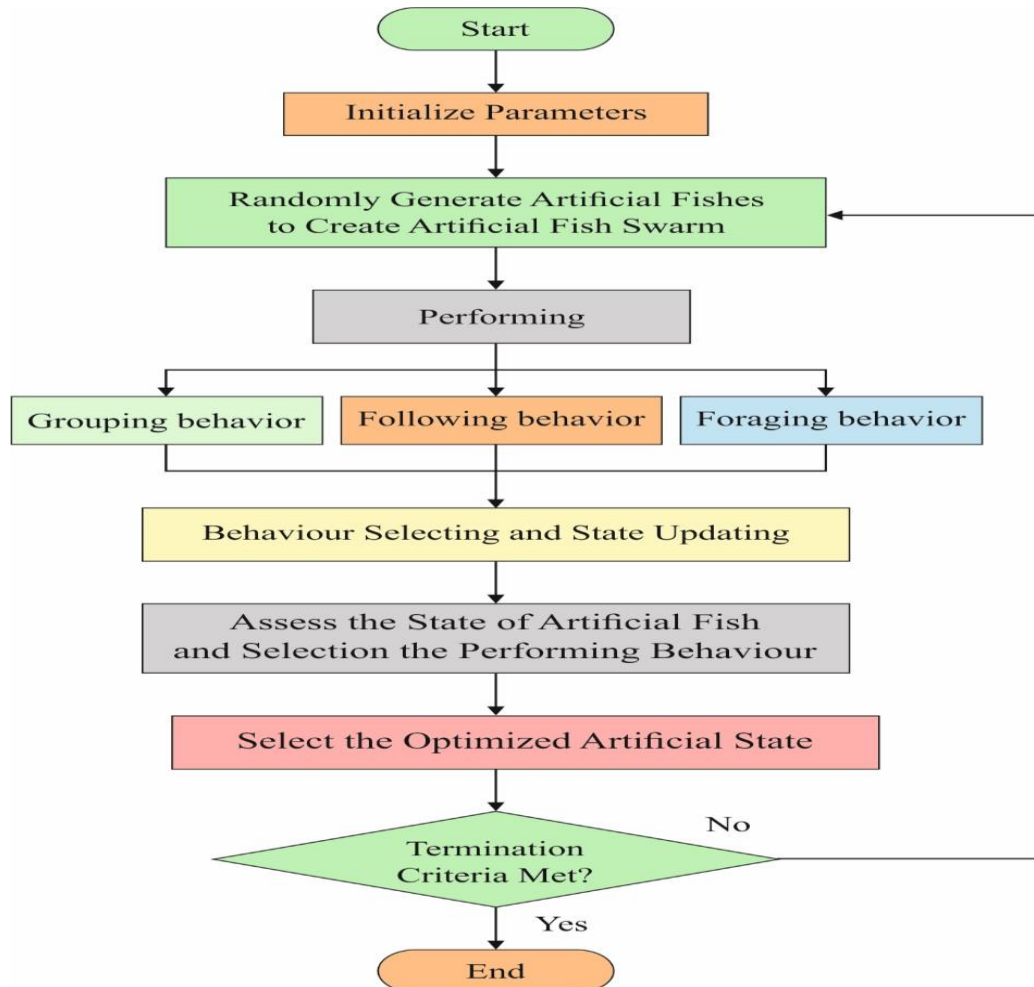 Start
Initialize Parameters
Randomly Generate Artificial Fishes
to Create Artificial Fish Swarm
Performing
Grouping behavior
Following behavior
Foraging behavior
Behaviour Selecting and State Updating
Assess the State of Artificial Fish
and Selection the Performing Behaviour
Select the Optimized Artificial State
No
Termination
Criteria Met?
Yes
End